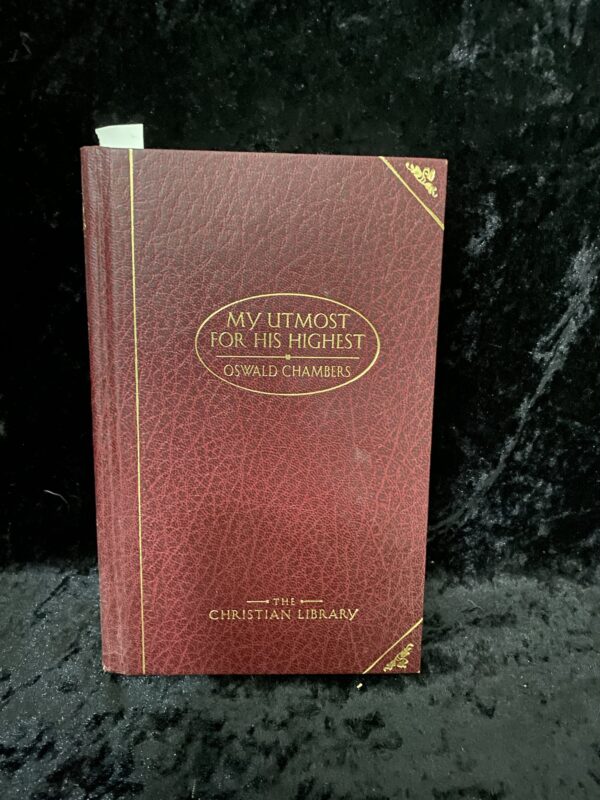 MY UTMOST
FOR HIS HIGHEST
OSWALD CHAMBERS
THE
CHRISTIAN LIBRARY